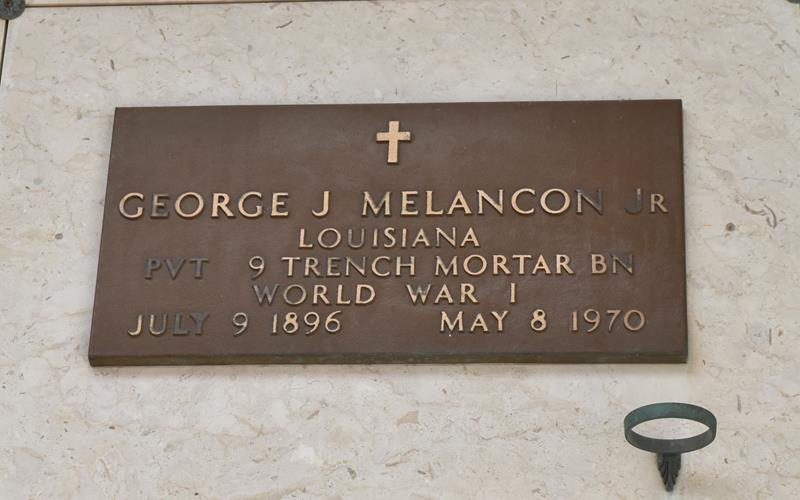 GEORGE J MELANCON JR
LOUISIANA
PVT 9 TRENCH MORTAR BN
WORLD WAR I
JULY 9 1896 MAY 8 1970